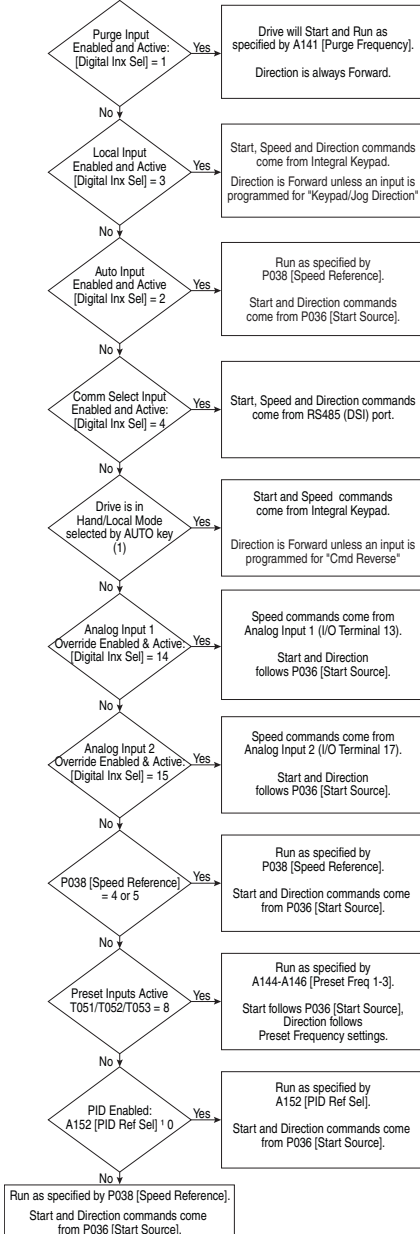 Purge Input
Enabled and Active:
[Digital Inx Sel] = 1
Yes
Drive will Start and Run as
specified by A141 [Purge Frequency].
Direction is always Forward.
No
Local Input
Enabled and Active
[Digital Inx Sel] = 3
Yes
Start, Speed and Direction commands
come from Integral Keypad.
Direction is Forward unless an input is
programmed for "Keypad/Jog Direction"
No
Auto Input
Enabled and Active
[Digital Inx Sel] = 2
Yes
Run as specified by
P038 [Speed Reference].
Start and Direction commands
come from P036 [Start Source].
No
Comm Select Input
Enabled and Active:
[Digital Inx Sel] = 4
Yes
Start, Speed and Direction commands
come from RS485 (DSI) port.
No
Drive is in
Hand/Local Mode
selected by AUTO key
(1)
Yes
Start and Speed commands
come from Integral Keypad.
Direction is Forward unless an input is
programmed for "Cmd Reverse"
No
Analog Input 1
Override Enabled & Active:
[Digital Inx Sel] = 14
Yes
Speed commands come from
Analog Input 1 (I/O Terminal 13).
Start and Direction
follows P036 [Start Source].
No
Analog Input 2
Override Enabled & Active:
[Digital Inx Sel] = 15
Yes
Speed commands come from
Analog Input 2 (I/O Terminal 17).
Start and Direction
follows P036 [Start Source].
No
P038 [Speed Reference]
= 4 or 5
Yes
Run as specified by
P038 [Speed Reference].
Start and Direction commands come
from P036 [Start Source].
No
Preset Inputs Active
T051/T052/T053 = 8
Yes
Run as specified by
A144-A146 [Preset Freq 1-3].
Start follows P036 [Start Source],
Direction follows
Preset Frequency settings.
No
PID Enabled:
A152 [PID Ref Sel] ¹ 0
Yes
Run as specified by
A152 [PID Ref Sel].
Start and Direction commands come
from P036 [Start Source].
No
Run as specified by P038 [Speed Reference].
Start and Direction commands come
from P036 [Start Source].